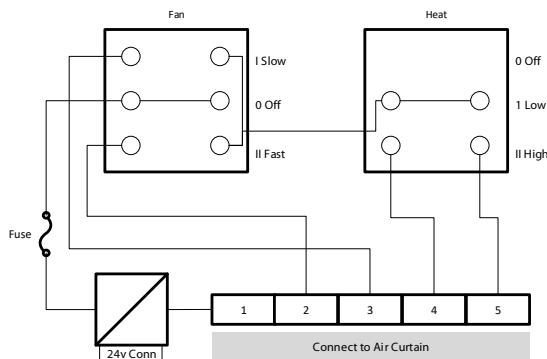 Fan
Heat
I Slow
0 Off
0 Off
1 Low
II Fast
II High
Fuse
1
2
3
4
5
24v Conn
Connect to Air Curtain